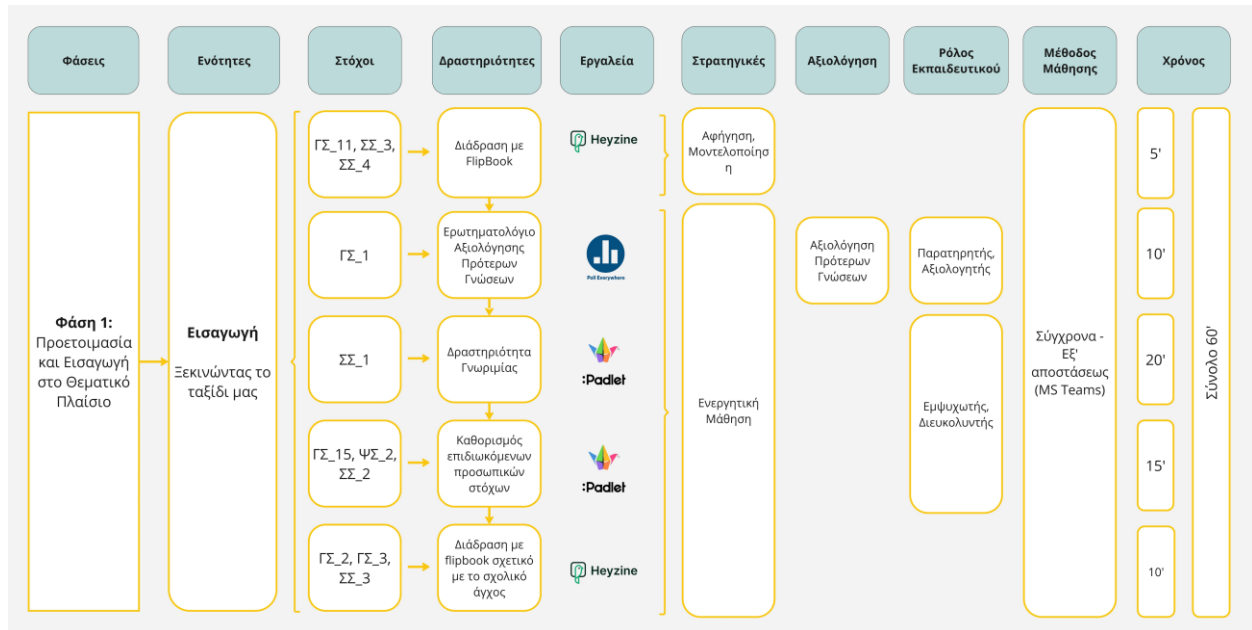 Φάσεις
Ενότητες
Στόχοι
Δραστηριότητες
Εργαλεία
Στρατηγικές
Αξιολόγηση
Ρόλος
Εκπαιδευτικού
Μέθοδος
Μάθησης
Χρόνος
Φάση 1:
Προετοιμασία
και Εισαγωγή
στο Θεματικό
Πλαίσιο
Εισαγωγή
Ξεκινώντας το
ταξίδι μας
ΓΣ_11, ΣΣ_3,
ΣΣ_4
Διάδραση με
FlipBook
Heyzine
Αφήγηση,
Μοντελοποίησ
η
5'
ΓΣ_1
Ερωτηματολόγιο
Αξιολόγησης
Πρότερων
Γνώσεων
Poll Everywhere
Αξιολόγηση
Πρότερων
Γνώσεων
Παρατηρητής,
Αξιολογητής
10'
ΣΣ_1
Δραστηριότητα
Γνωριμίας
:Padlet
Ενεργητική
Μάθηση
Εμψυχωτής,
Διευκολυντής
Σύγχρονα -
Εξ'
αποστάσεως
(MS Teams)
20'
Σύνολο 60'
ΓΣ_15, ΨΣ_2,
ΣΣ_2
Καθορισμός
επιδιωκόμενων
προσωπικών
στόχων
:Padlet
15'
ΓΣ_2, ΓΣ_3,
ΣΣ_3
Διάδραση με
flipbook σχετικό
με το σχολικό
άγχος
Heyzine
10'